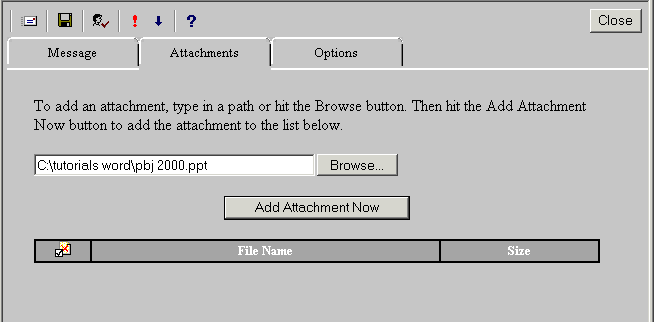 Close
Message Attachments Options
To add an attachment, type in a path or hit the Browse button. Then hit the Add Attachment
Now button to add the attachment to the list below.
C:\tutorials word\pbj 2000.ppt Browse...
Add Attachment Now
File Name Size